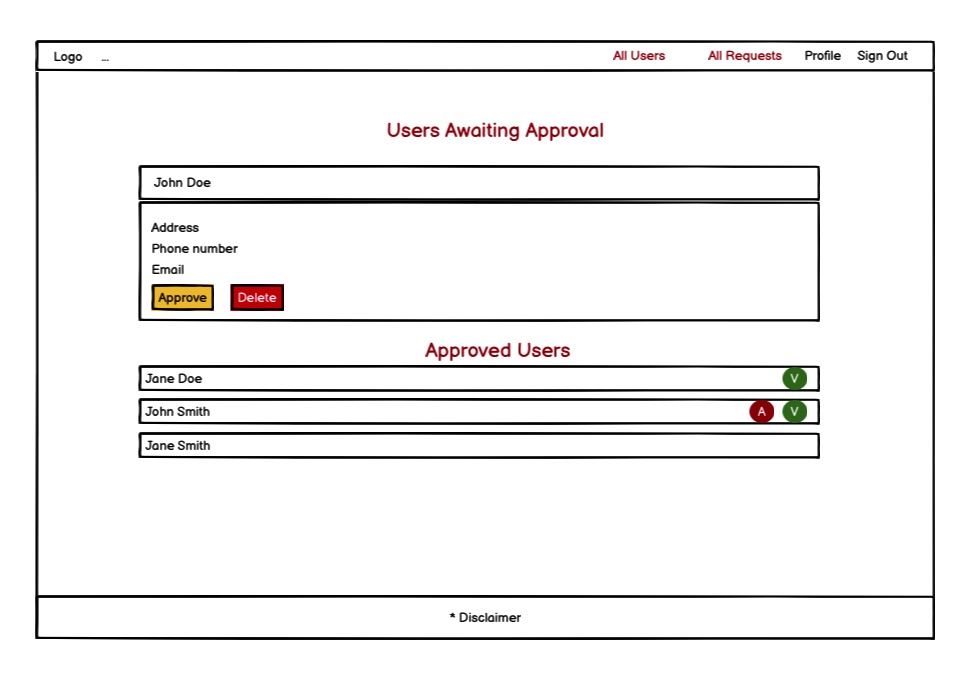 Logo ... All Users All Requests Profile Sign Out
Users Awaiting Approval
John Doe
Address
Phone number
Email
Approve Delete
Approved Users
Jane Doe V
John Smith A V
Jane Smith
* Disclaimer